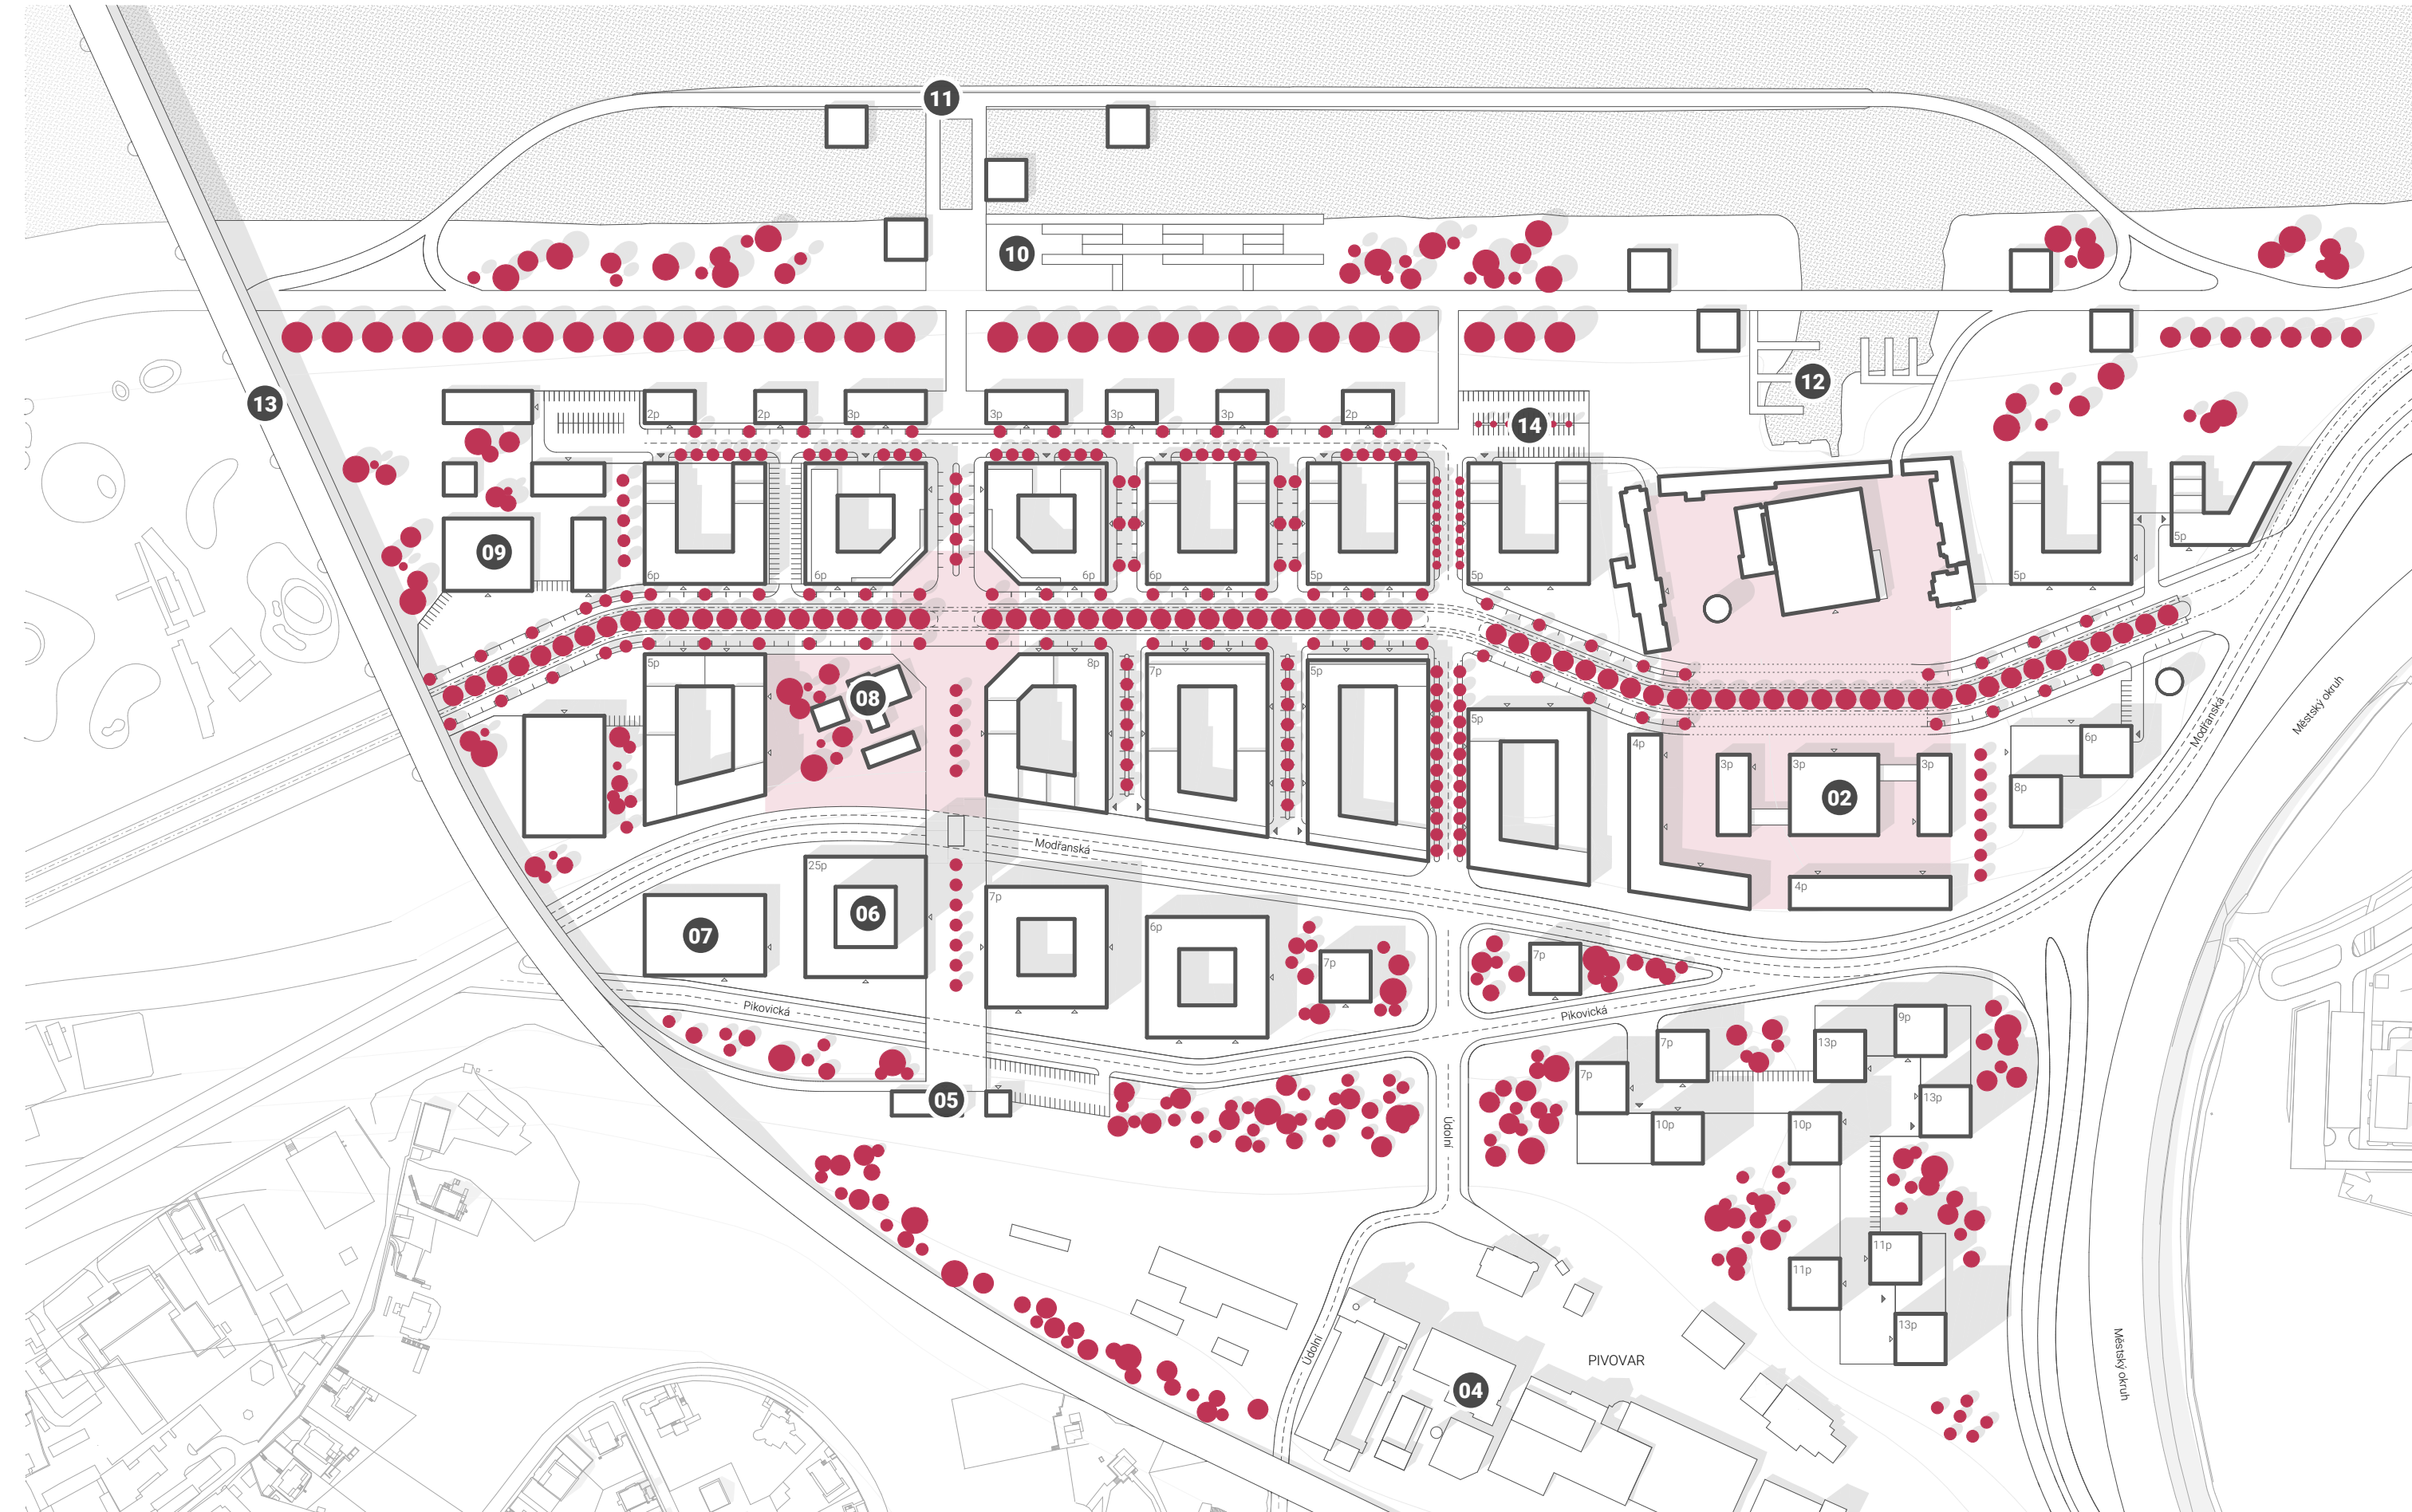 11
10
13
12
2p
2p
3p
3p
3p
3p
2p
14
09
6p
6p
6p
6p
5p
5p
5p
5p
5p
08
8p
7p
5p
5p
4p
3p
3p
3p
02
4p
6p
8p
Modřanská
Městský okruh
Modřanská
25p
06
07
7p
6p
7p
7p
Pikovická
Pikovická
05
Údolní
7p
7p
13p
9p
13p
10p
10p
11p
11p
13p
Údolní
PIVOVAR
04
Městský okruh